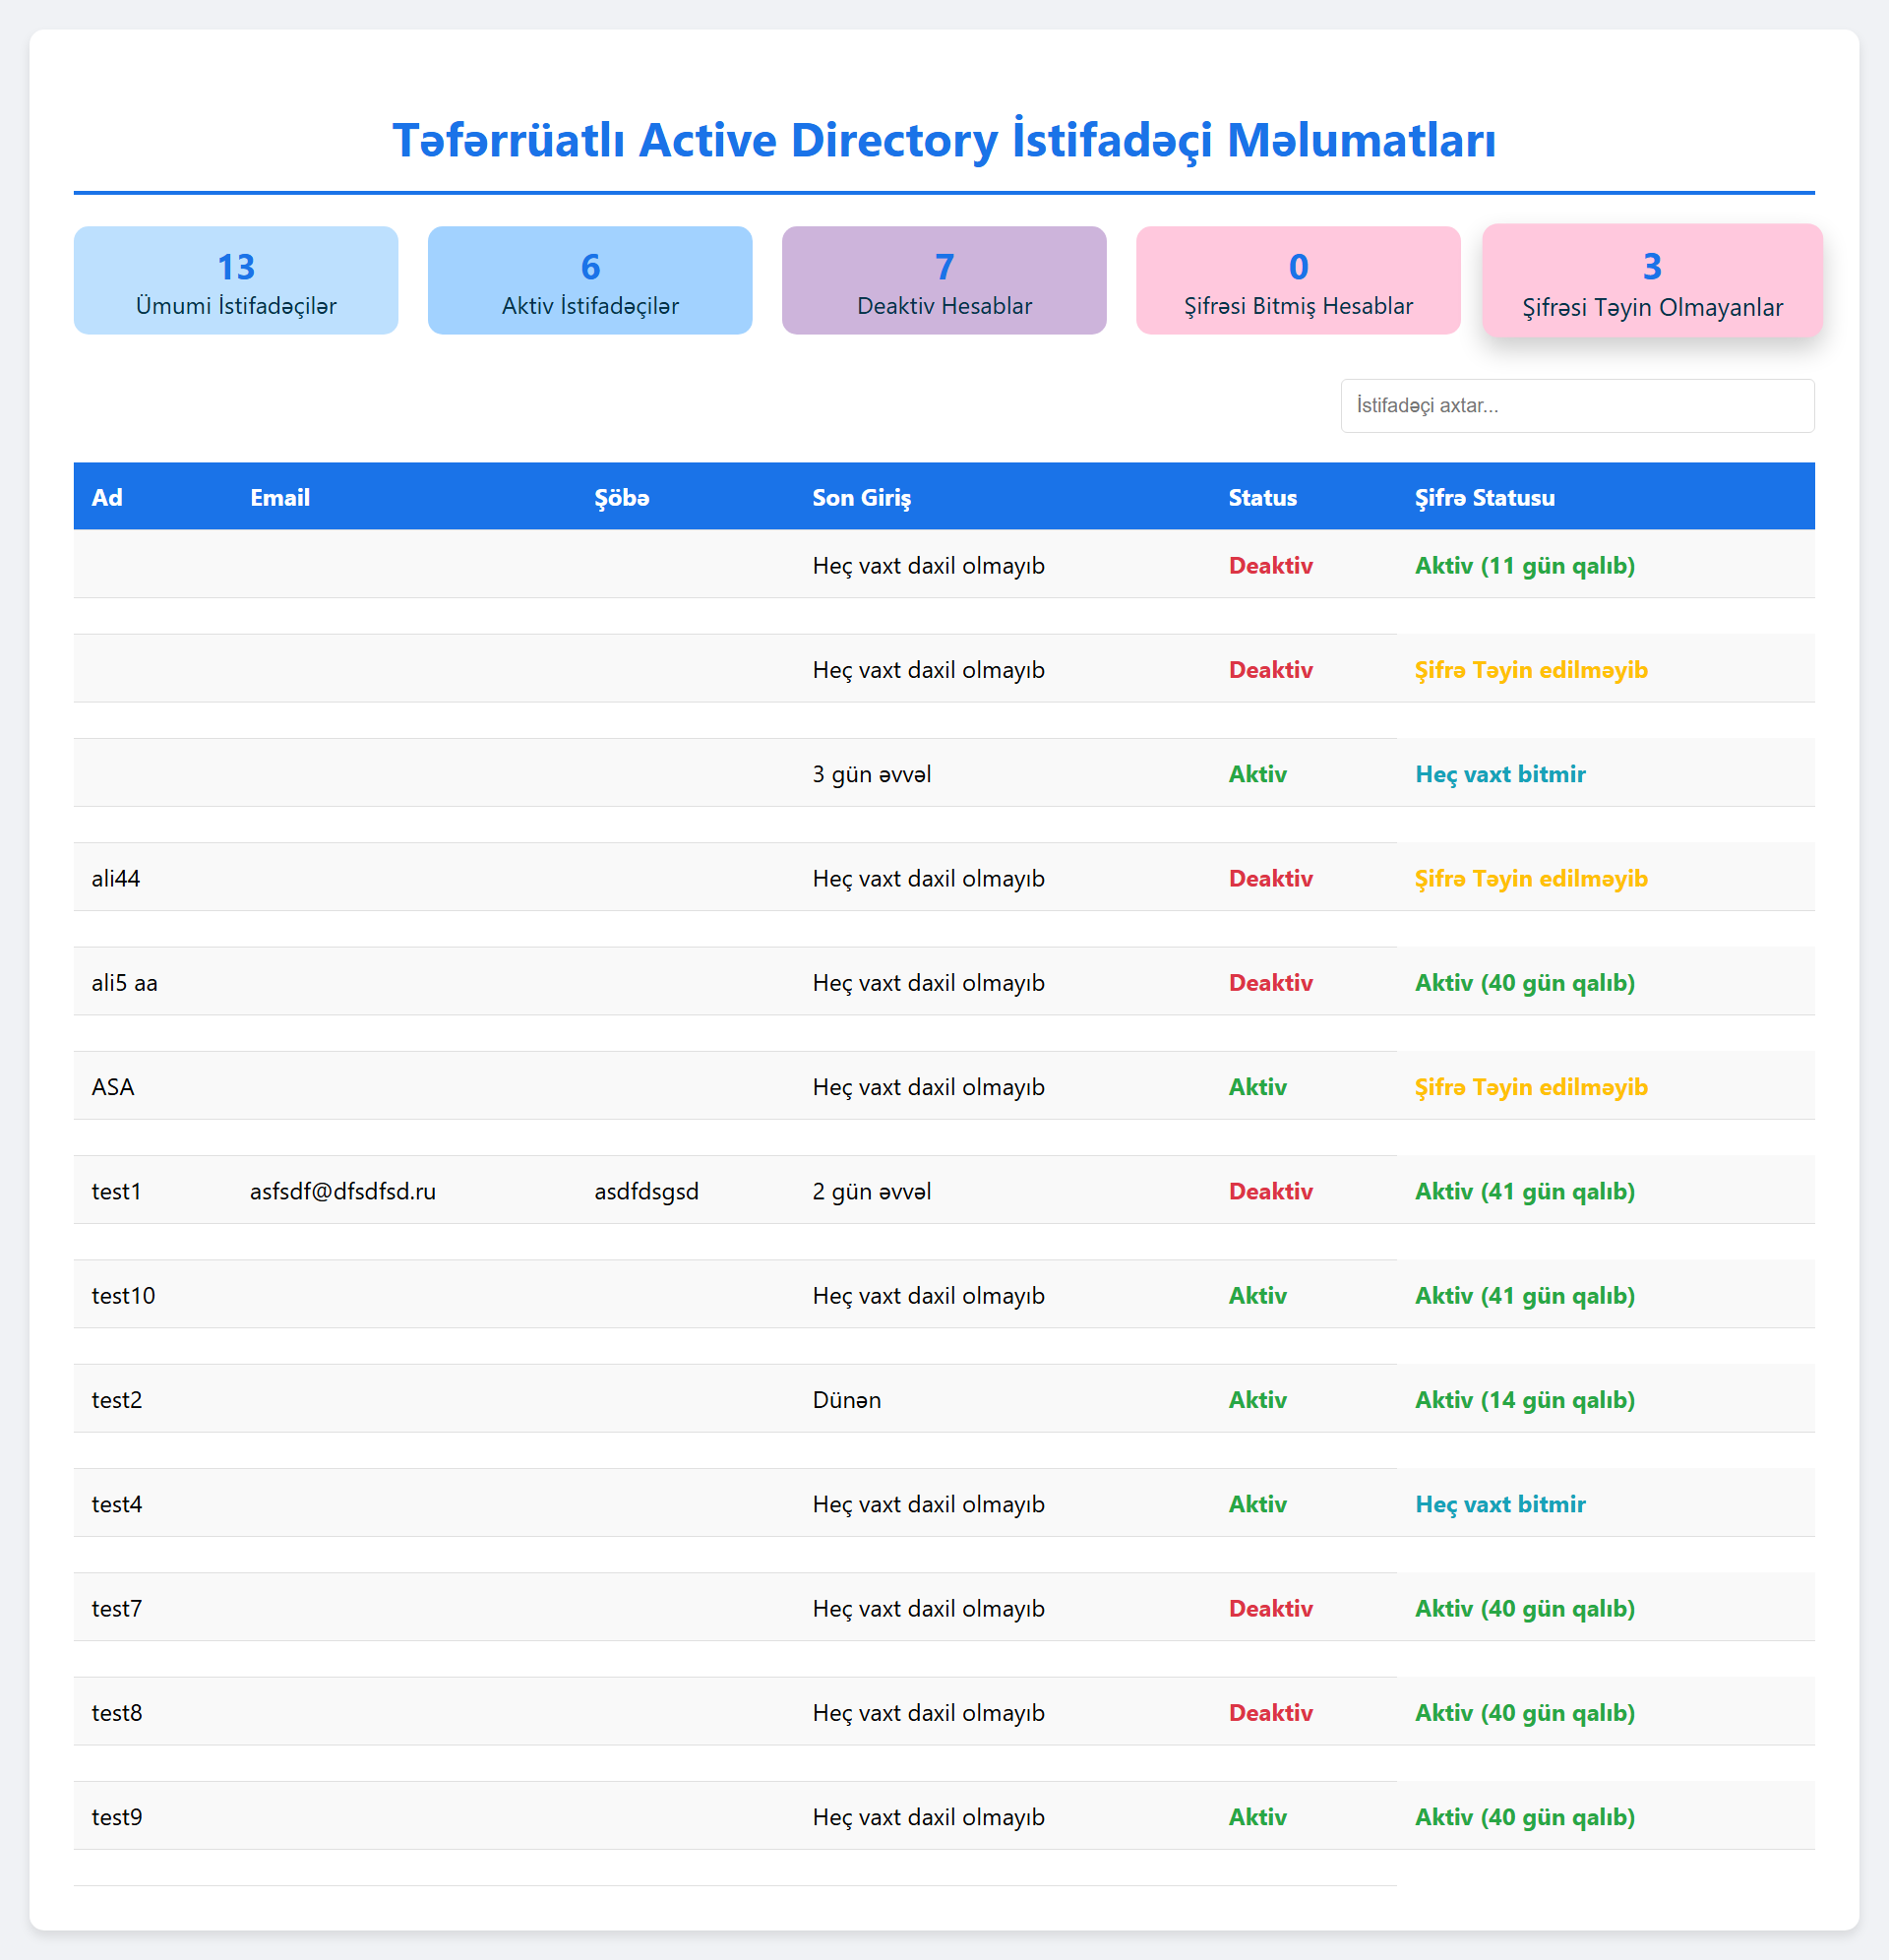 Təfərrüatlı Active Directory İstifadəçi Məlumatları
13
Ümumi İstifadəçilər
6
Aktiv İstifadəçilər
7
Deaktiv Hesablar
0
Şifrəsi Bitmiş Hesablar
3
Şifrəsi Təyin Olmayanlar
İstifadəçi axtar...
Ad Email Şöbə Son Giriş Status Şifrə Statusu
Heç vaxt daxil olmayıb Deaktiv Aktiv (11 gün qalıb)
Heç vaxt daxil olmayıb Deaktiv Şifrə Təyin edilməyib
3 gün əvvəl Aktiv Heç vaxt bitmir
ali44 Heç vaxt daxil olmayıb Deaktiv Şifrə Təyin edilməyib
ali5 aa Heç vaxt daxil olmayıb Deaktiv Aktiv (40 gün qalıb)
ASA Heç vaxt daxil olmayıb Aktiv Şifrə Təyin edilməyib
test1 asfsdf@dfsdfsd.ru asdfdsgsd 2 gün əvvəl Deaktiv Aktiv (41 gün qalıb)
test10 Heç vaxt daxil olmayıb Aktiv Aktiv (41 gün qalıb)
test2 Dünən Aktiv Aktiv (14 gün qalıb)
test4 Heç vaxt daxil olmayıb Aktiv Heç vaxt bitmir
test7 Heç vaxt daxil olmayıb Deaktiv Aktiv (40 gün qalıb)
test8 Heç vaxt daxil olmayıb Deaktiv Aktiv (40 gün qalıb)
test9 Heç vaxt daxil olmayıb Aktiv Aktiv (40 gün qalıb)